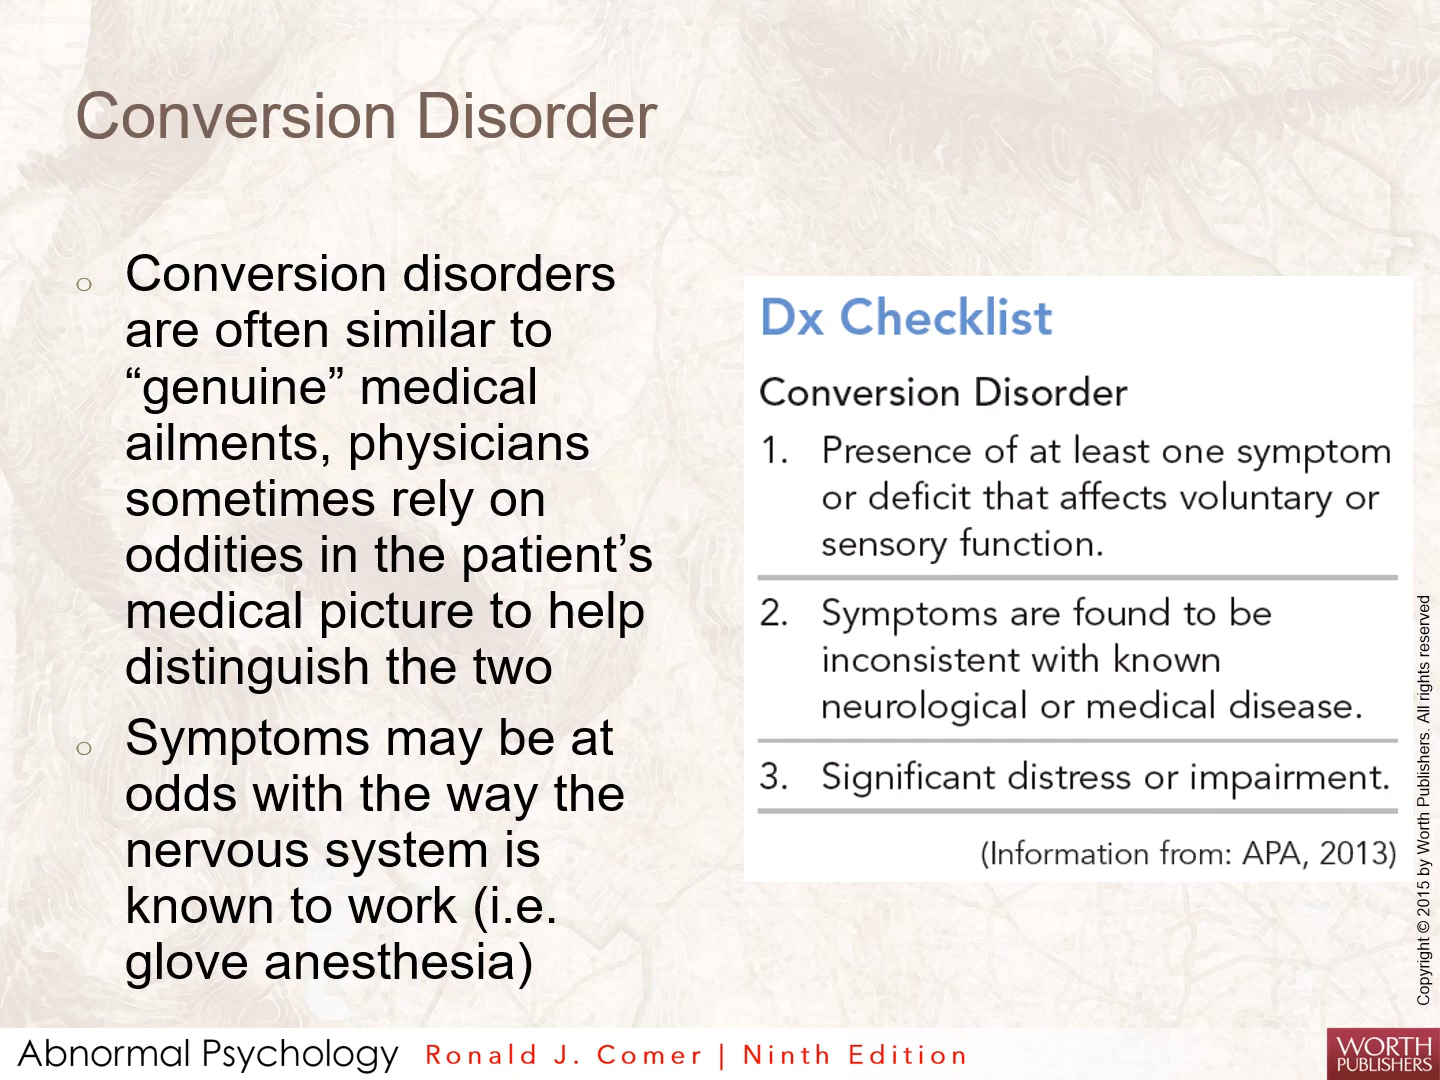 Conversion Disorder
o Conversion disorders
are often similar to
“genuine” medical
ailments, physicians
sometimes rely on
oddities in the patient’s
medical picture to help
distinguish the two
o Symptoms may be at
odds with the way the
nervous system is
known to work (i.e.
glove anesthesia)
Dx Checklist
Conversion Disorder
1. Presence of at least one symptom
or deficit that affects voluntary or
sensory function.
2. Symptoms are found to be
inconsistent with known
neurological or medical disease.
3. Significant distress or impairment.
(Information from: APA, 2013)
Copyright © 2015 by Worth Publishers. All rights reserved
Abnormal Psychology Ronald J. Comer | Ninth Edition
WORTH
PUBLISHERS